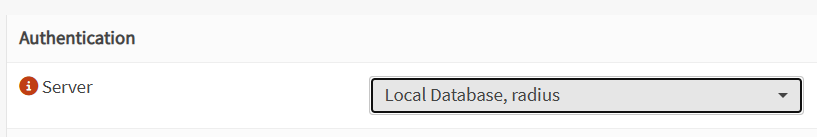 Authentication
Server
Local Database, radius